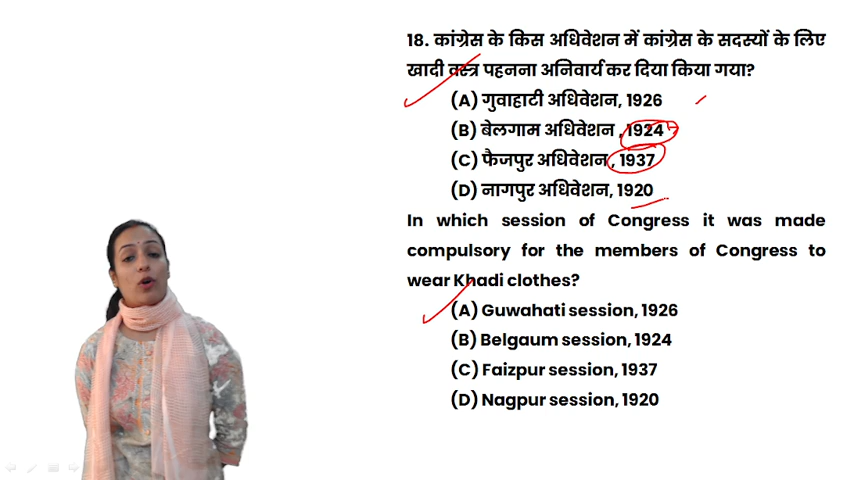 18. कांग्रेस के किस अधिवेशन में कांग्रेस के सदस्यों के लिए
खादी वस्त्र पहनना अनिवार्य कर दिया किया गया?
(A) गुवाहाटी अधिवेशन, 1926
(B) बेलगाम अधिवेशन , 1924
(C) फैजपुर अधिवेशन , 1937
(D) नागपुर अधिवेशन, 1920
In which session of Congress it was made
compulsory for the members of Congress to
wear Khadi clothes?
(A) Guwahati session, 1926
(B) Belgaum session, 1924
(C) Faizpur session, 1937
(D) Nagpur session, 1920